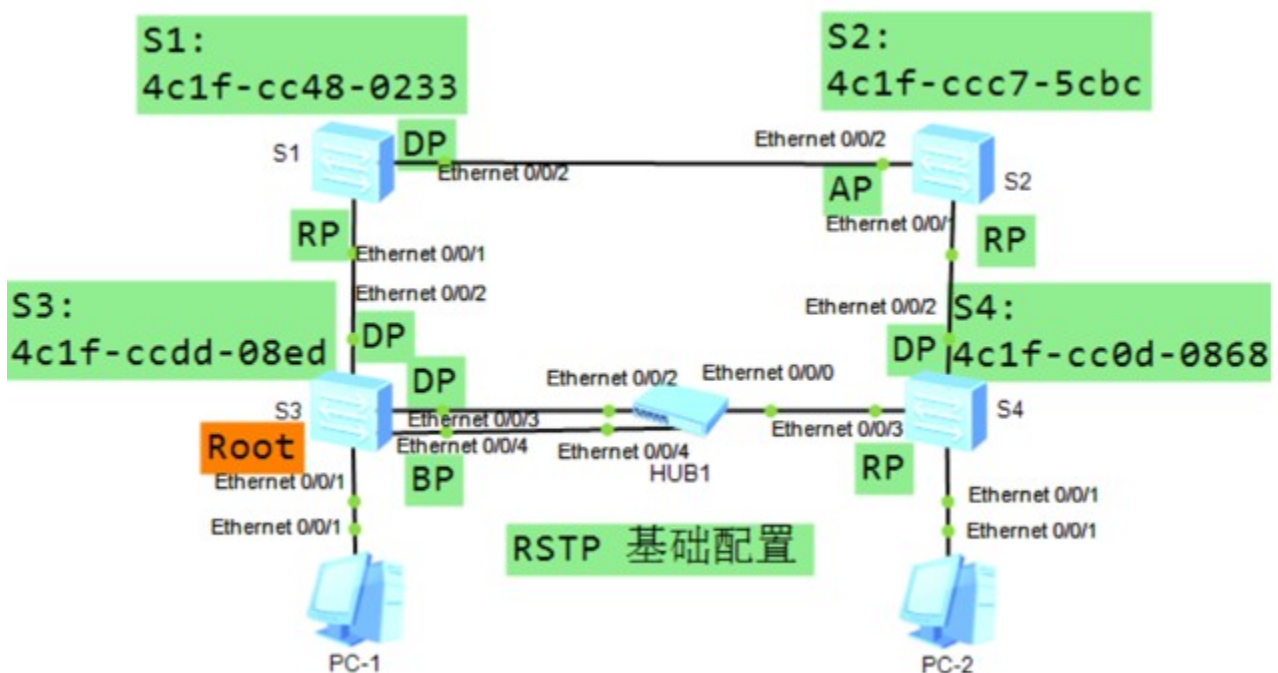 S1:
4c1f-cc48-0233
S2:
4c1f-ccc7-5cbc
S1
DP
Ethernet 0/0/2
Ethernet 0/0/2
S2
AP
RP
Ethernet 0/0/1
Ethernet 0/0/1
RP
Ethernet 0/0/2
S3:
4c1f-ccdd-08ed
DP
Ethernet 0/0/2
S4:
DP
4c1f-cc0d-0868
DP
Ethernet 0/0/2
Ethernet 0/0/0
S3
Ethernet 0/0/3
Ethernet 0/0/3
S4
Root
Ethernet 0/0/4
Ethernet 0/0/4
HUB1
BP
RP
Ethernet 0/0/1
Ethernet 0/0/1
Ethernet 0/0/1
Ethernet 0/0/1
RSTP 基础配置
PC-1
PC-2